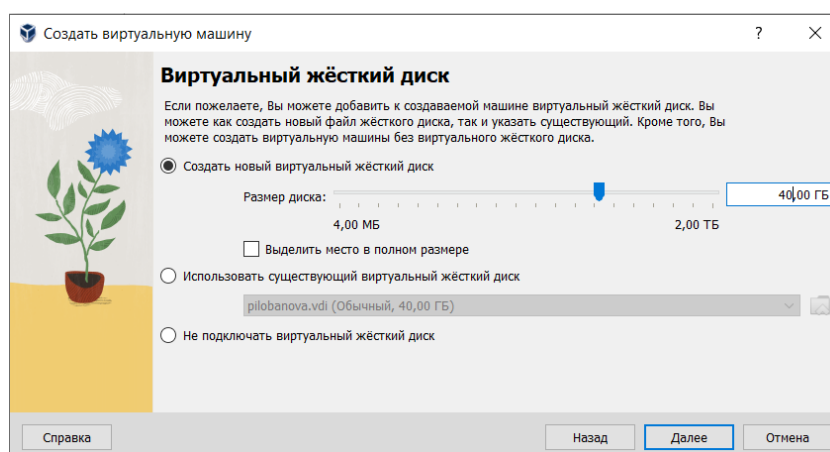 Создать виртуальную машину
?
Виртуальный жёсткий диск
Если пожелаете, Вы можете добавить к создаваемой машине виртуальный жёсткий диск. Вы
можете как создать новый файл жёсткого диска, так и указать существующий. Кроме того, Вы
можете создать виртуальную машины без виртуального жёсткого диска.
Создать новый виртуальный жёсткий диск
Размер диска:
40,00 ГБ
4,00 МБ
2,00 ТБ
Выделить место в полном размере
Использовать существующий виртуальный жёсткий диск
pilobanova.vdi (Обычный, 40,00 ГБ)
Не подключать виртуальный жёсткий диск
Справка
Назад
Далее
Отмена